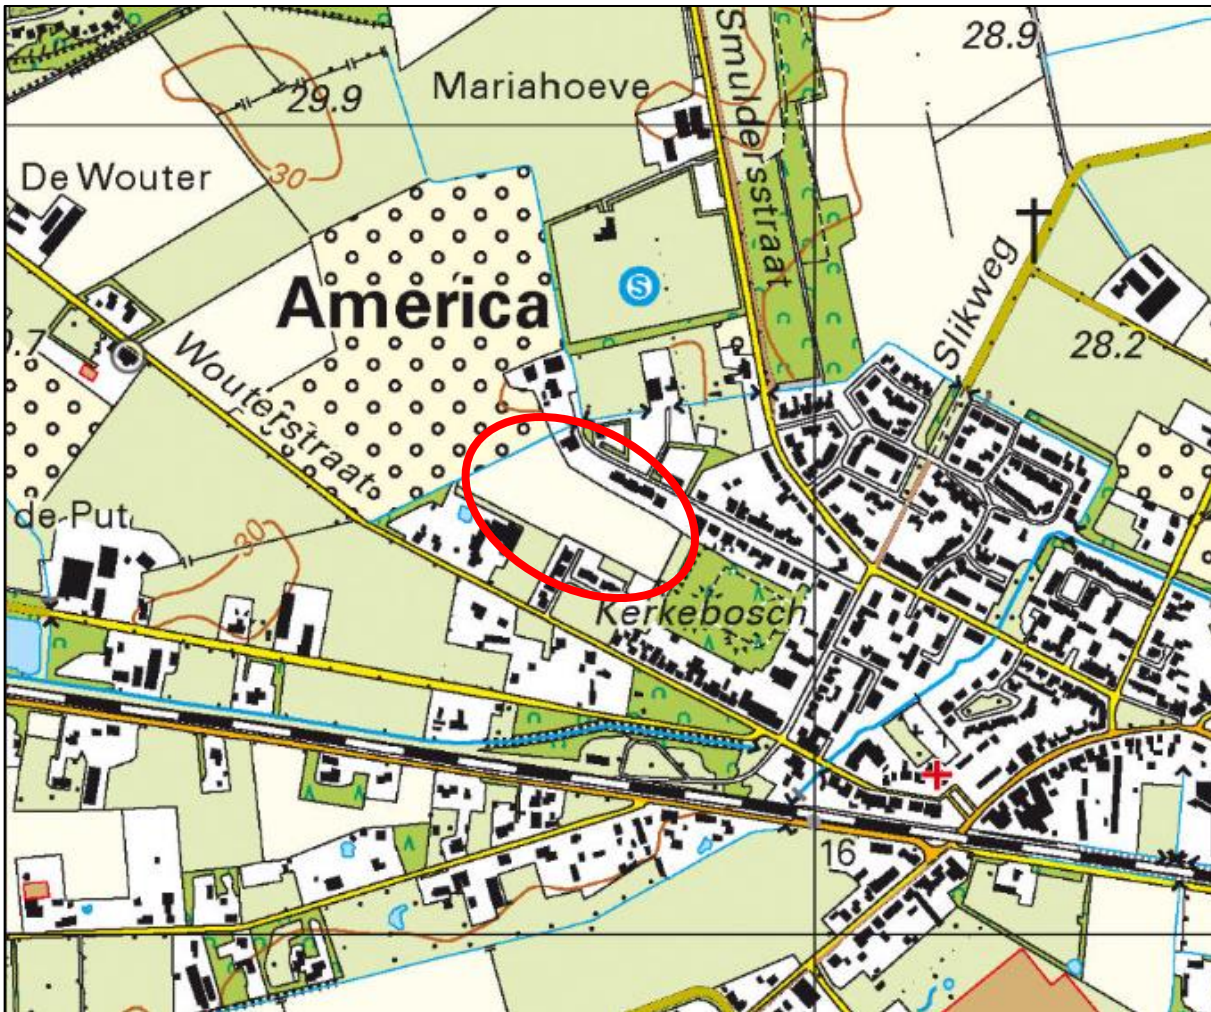 Smuldersstraat
28.9
Mariahoeve
29.9
De Wouter
30
Slikweg
America
S
28.2
Wouterstraat
0.7
de Put
30
Kerkebosch
16